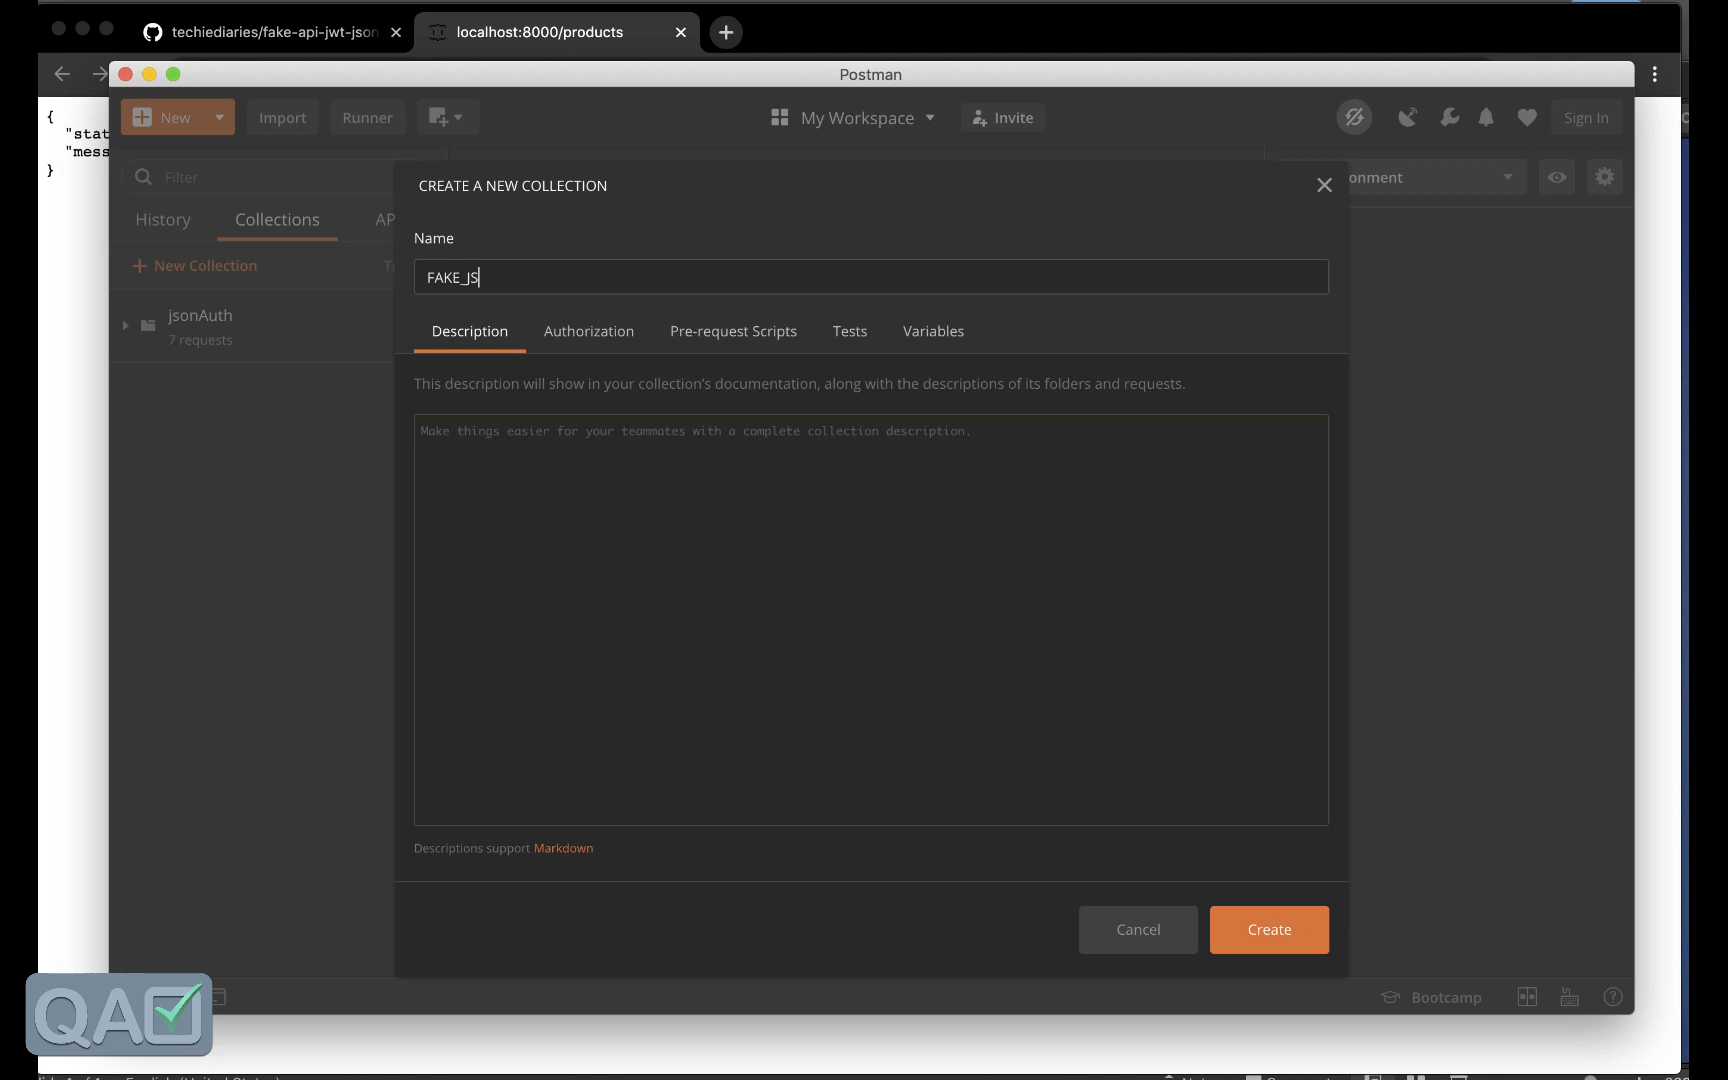 techiediaries/fake-api-jwt-json
localhost:8000/products
Postman
New
Import
Runner
My Workspace
Invite
Sign In
{
"stat
"mess
}
Filter
CREATE A NEW COLLECTION
onment
History
Collections
AP
Name
New Collection
FAKE_JS
jsonAuth
7 requests
Description
Authorization
Pre-request Scripts
Tests
Variables
This description will show in your collection's documentation, along with the descriptions of its folders and requests.
Make things easier for your teammates with a complete collection description.
Descriptions support Markdown
Cancel
Create
Bootcamp
QA